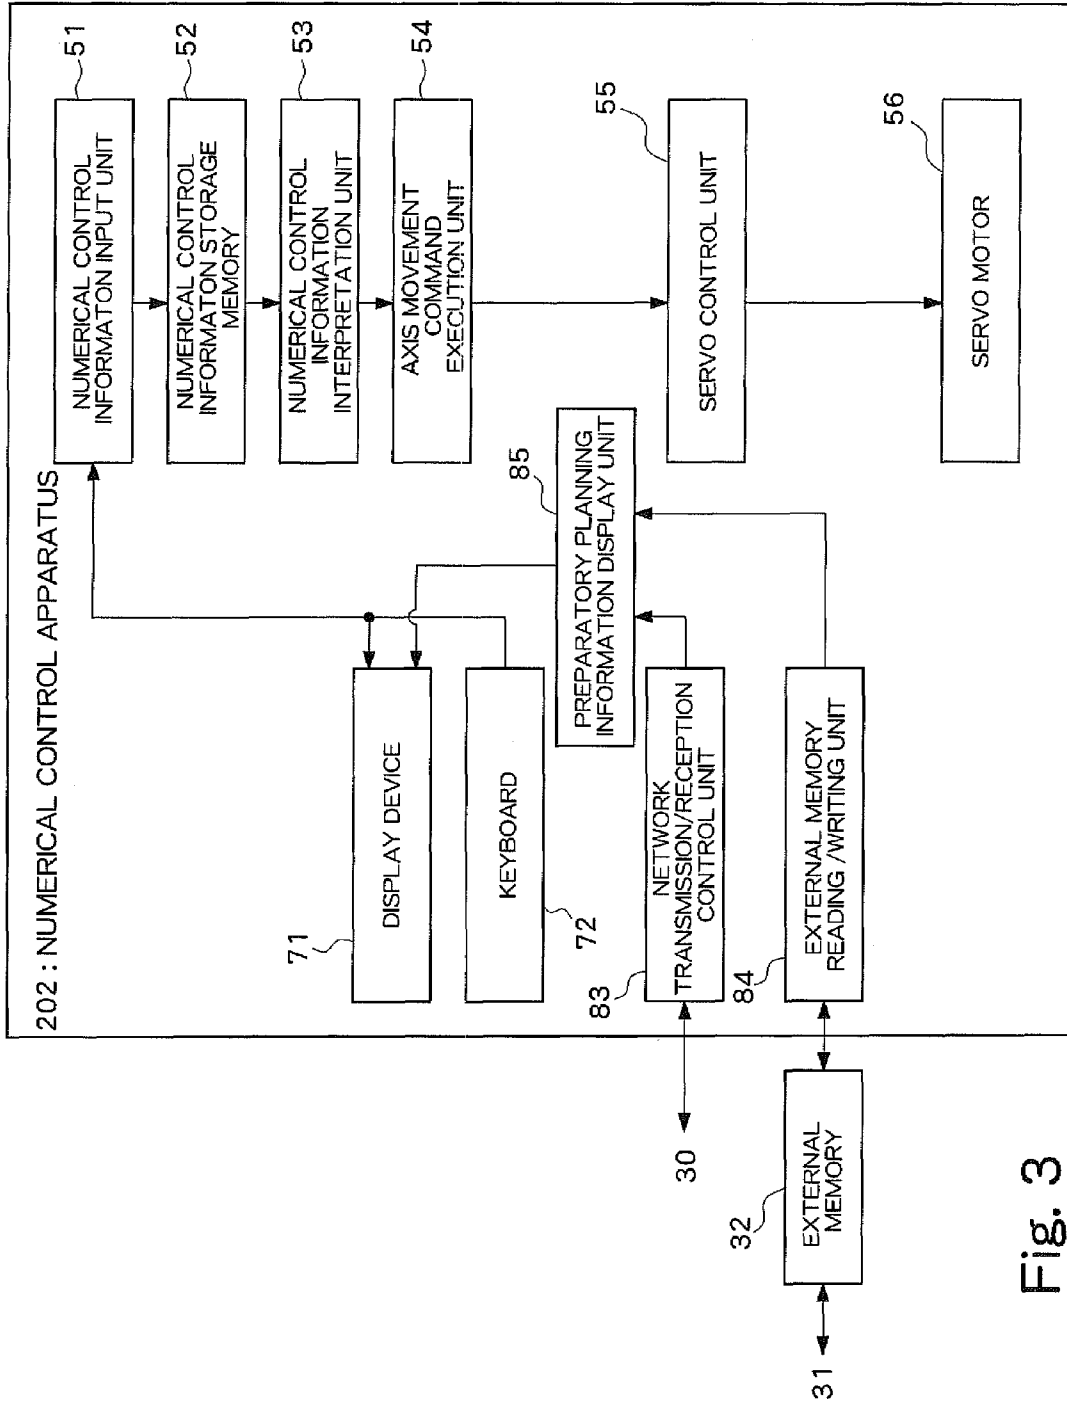 202 : NUMERICAL CONTROL APPARATUS
NUMERICAL CONTROL
INFORMATON INPUT UNIT
51
NUMERICAL CONTROL
INFORMATON STORAGE
MEMORY
52
NUMERICAL CONTROL
INFORMATION
INTERPRETATION UNIT
53
AXIS MOVEMENT
COMMAND
EXECUTION UNIT
54
SERVO CONTROL UNIT
55
SERVO MOTOR
56
71
DISPLAY DEVICE
72
KEYBOARD
85
PREPARATORY PLANNING
INFORMATION DISPLAY UNIT
83
NETWORK
TRANSMISSION/RECEPTION
CONTROL UNIT
84
EXTERNAL MEMORY
READING /WRITING UNIT
30
32
EXTERNAL
MEMORY
31
Fig. 3